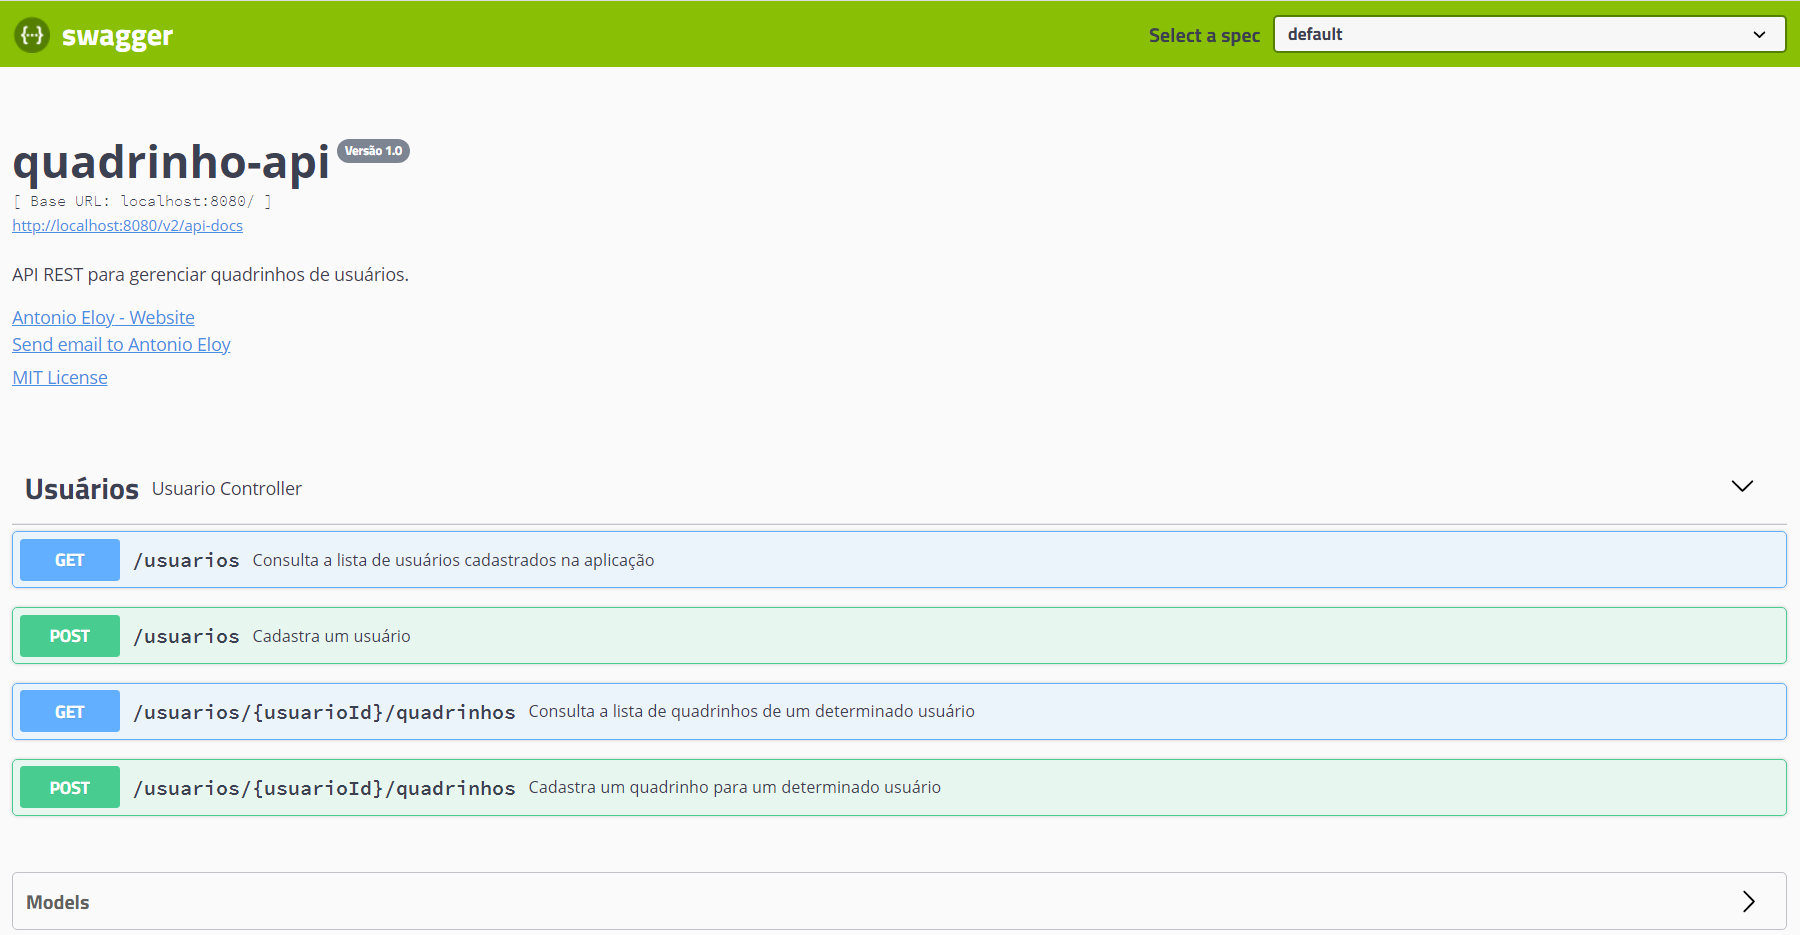 swagger
Select a spec default
quadrinho-api Versão 1.0
[ Base URL: localhost:8080/ ]
http://localhost:8080/v2/api-docs
API REST para gerenciar quadrinhos de usuários.
Antonio Eloy - Website
Send email to Antonio Eloy
MIT License
Usuários Usuario Controller
GET /usuarios Consulta a lista de usuários cadastrados na aplicação
POST /usuarios Cadastra um usuário
GET /usuarios/{usuarioId}/quadrinhos Consulta a lista de quadrinhos de um determinado usuário
POST /usuarios/{usuarioId}/quadrinhos Cadastra um quadrinho para um determinado usuário
Models